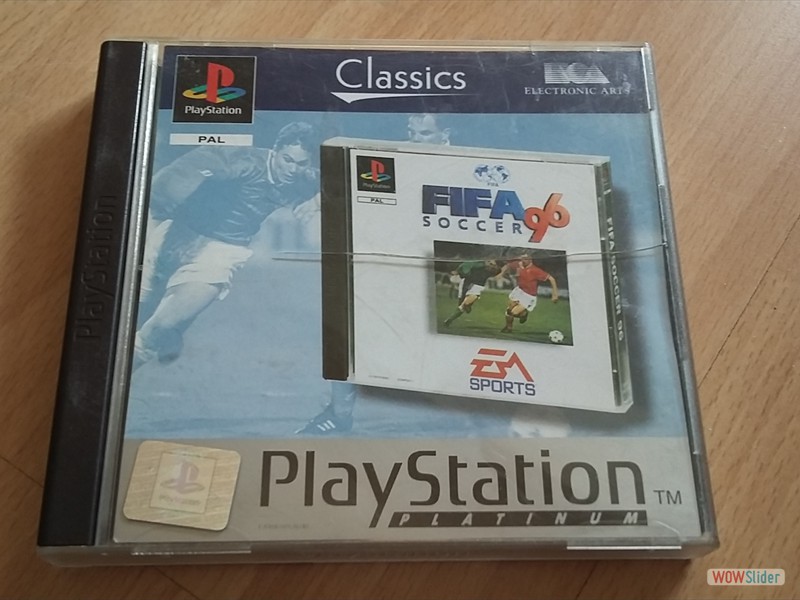 PlayStation
PlayStation
PAL
Classics
ELECTRONIC ARTS
PlayStation
PAL
FIFA
FIFA
SOCCER 96
FIFA SOCCER 96
EA
SPORTS
PlayStation TM
PLATINUM
WOWSlider